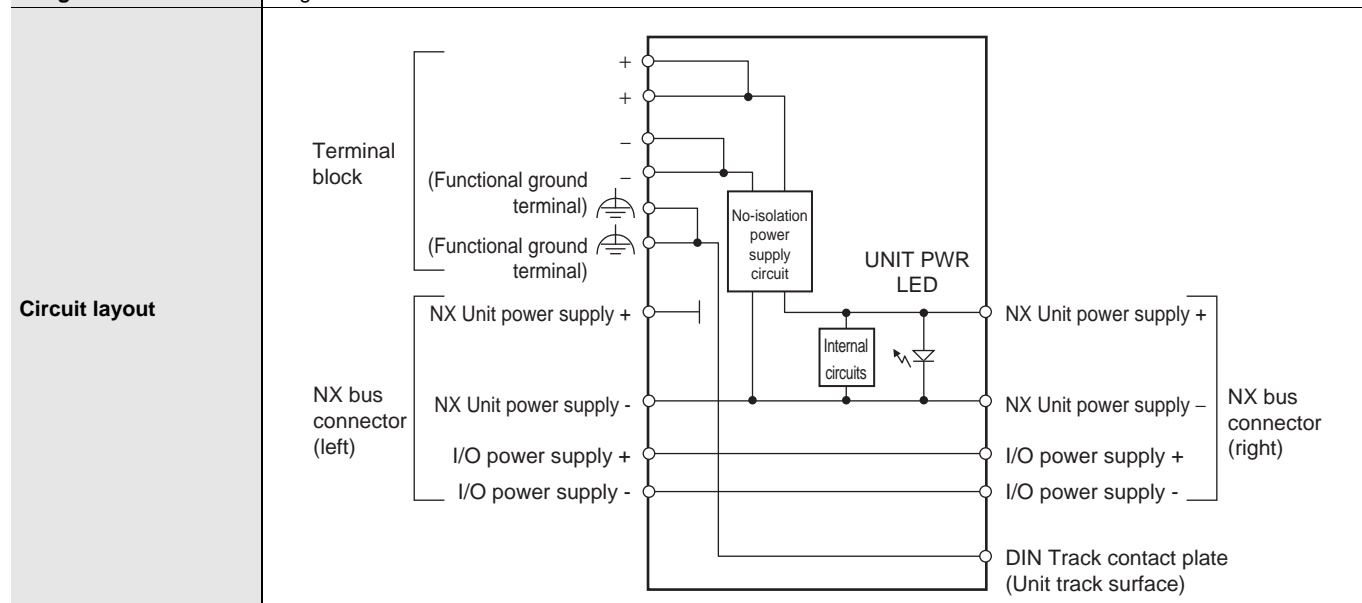 Circuit layout
Terminal
block
+
+
−
−
(Functional ground
terminal)
(Functional ground
terminal)
No-isolation
power
supply
circuit
UNIT PWR
LED
Internal
circuits
NX bus
connector
(left)
NX Unit power supply +
NX Unit power supply -
I/O power supply +
I/O power supply -
NX Unit power supply +
NX Unit power supply −
I/O power supply +
I/O power supply -
NX bus
connector
(right)
DIN Track contact plate
(Unit track surface)